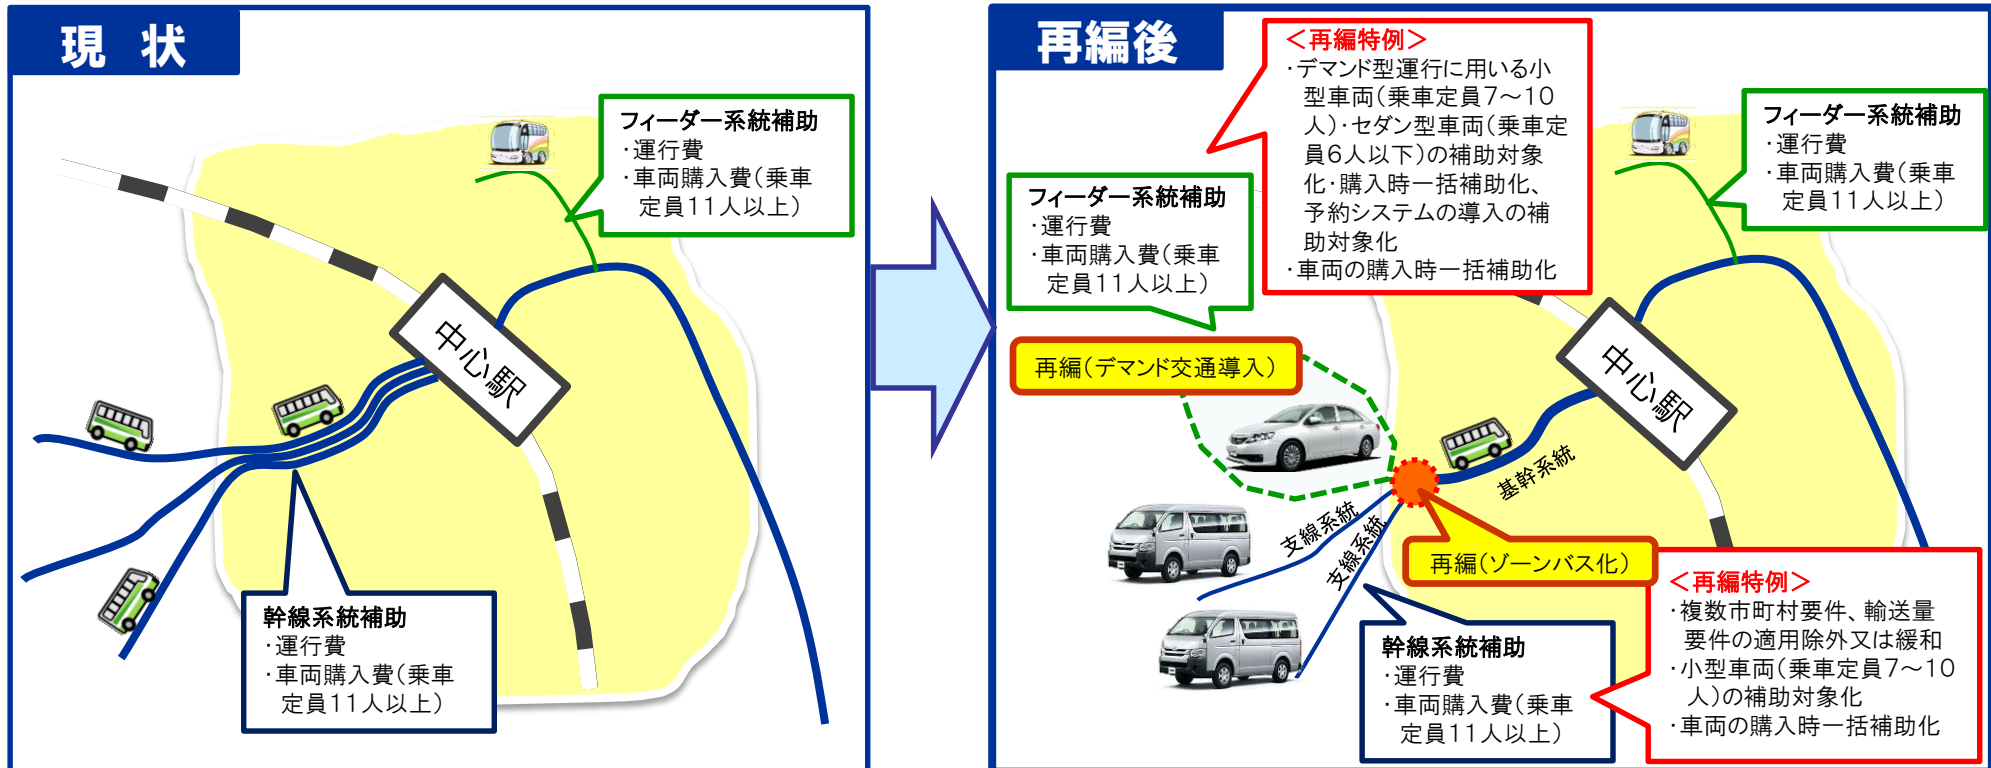 現 状
フィーダー系統補助
・運行費
・車両購入費(乗車
定員11人以上)
中心駅
幹線系統補助
・運行費
・車両購入費(乗車
定員11人以上)
再編後
<再編特例>
・デマンド型運行に用いる小
型車両(乗車定員7～10
人)・セダン型車両(乗車定
員6人以下)の補助対象
化・購入時一括補助化、
予約システムの導入の補
助対象化
・車両の購入時一括補助化
フィーダー系統補助
・運行費
・車両購入費(乗車
定員11人以上)
フィーダー系統補助
・運行費
・車両購入費(乗車
定員11人以上)
再編(デマンド交通導入)
中心駅
基幹系統
支線系統
支線系統
再編(ゾーンバス化)
幹線系統補助
・運行費
・車両購入費(乗車
定員11人以上)
<再編特例>
・複数市町村要件、輸送量
要件の適用除外又は緩和
・小型車両(乗車定員7～10
人)の補助対象化
・車両の購入時一括補助化